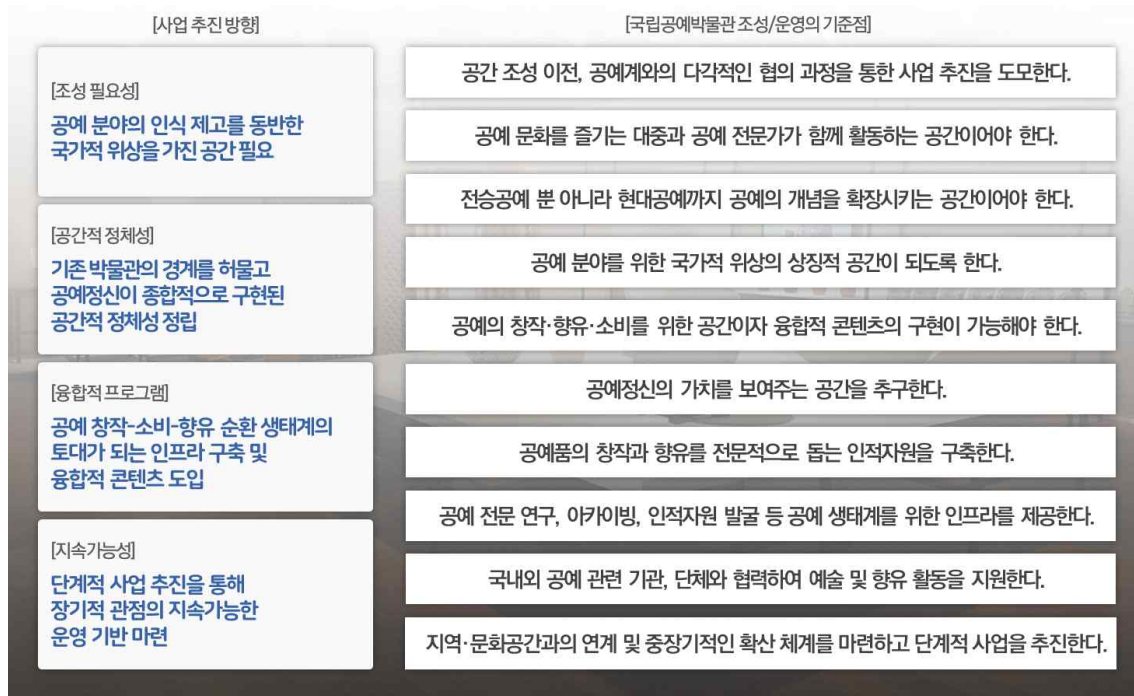 [사업 추진 방향]
[조성 필요성]
공예 분야의 인식 제고를 동반한
국가적 위상을 가진 공간 필요
[공간적 정체성]
기존 박물관의 경계를 허물고
공예정신이 종합적으로 구현된
공간적 정체성 정립
[융합적 프로그램]
공예 창작-소비-향유 순환 생태계의
토대가 되는 인프라 구축 및
융합적 콘텐츠 도입
[지속가능성]
단계적 사업 추진을 통해
장기적 관점의 지속가능한
운영 기반 마련
[국립공예박물관 조성/운영의 기준점]
공간 조성 이전, 공예계와의 다각적인 협의 과정을 통한 사업 추진을 도모한다.
공예 문화를 즐기는 대중과 공예 전문가가 함께 활동하는 공간이어야 한다.
전승공예 뿐 아니라 현대공예까지 공예의 개념을 확장시키는 공간이어야 한다.
공예 분야를 위한 국가적 위상의 상징적 공간이 되도록 한다.
공예의 창작·향유·소비를 위한 공간이자 융합적 콘텐츠의 구현이 가능해야 한다.
공예정신의 가치를 보여주는 공간을 추구한다.
공예품의 창작과 향유를 전문적으로 돕는 인적자원을 구축한다.
공예 전문 연구, 아카이빙, 인적자원 발굴 등 공예 생태계를 위한 인프라를 제공한다.
국내외 공예 관련 기관, 단체와 협력하여 예술 및 향유 활동을 지원한다.
지역·문화공간과의 연계 및 중장기적인 확산 체계를 마련하고 단계적 사업을 추진한다.